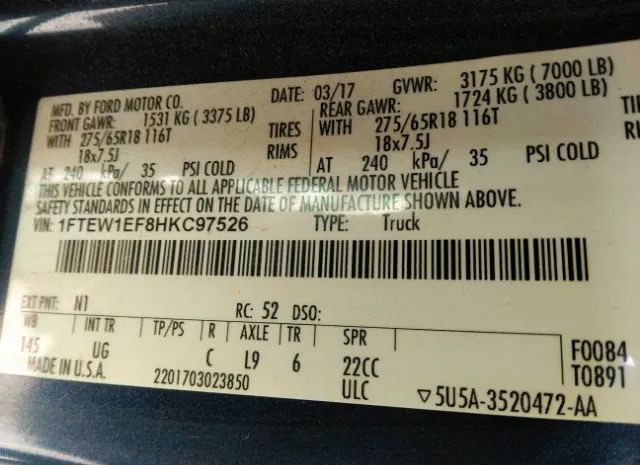 MFD. BY FORD MOTOR CO. DATE: 03/17 GVWR: 3175 KG ( 7000 LB)
FRONT GAWR: 1531 KG ( 3375 LB) REAR GAWR: 1724 KG ( 3800 LB)
WITH 275/65R18 116T TIRES WITH 275/65R18 116T TIRE
18x7.5J RIMS 18x7.5J RI
AT 240 kPa/ 35 PSI COLD AT 240 kPa/ 35 PSI COLD
THIS VEHICLE CONFORMS TO ALL APPLICABLE FEDERAL MOTOR VEHICLE
SAFETY STANDARDS IN EFFECT ON THE DATE OF MANUFACTURE SHOWN ABOVE.
VIN: 1FTEW1EF8HKC97526 TYPE: Truck
EXT PNT: N1 RC: 52 DSO:
WB INT TR TP/PS R AXLE TR SPR
145 UG C L9 6 22CC F0084
MADE IN U.S.A. 2201703023850 ULC T0891
▽5U5A-3520472-AA